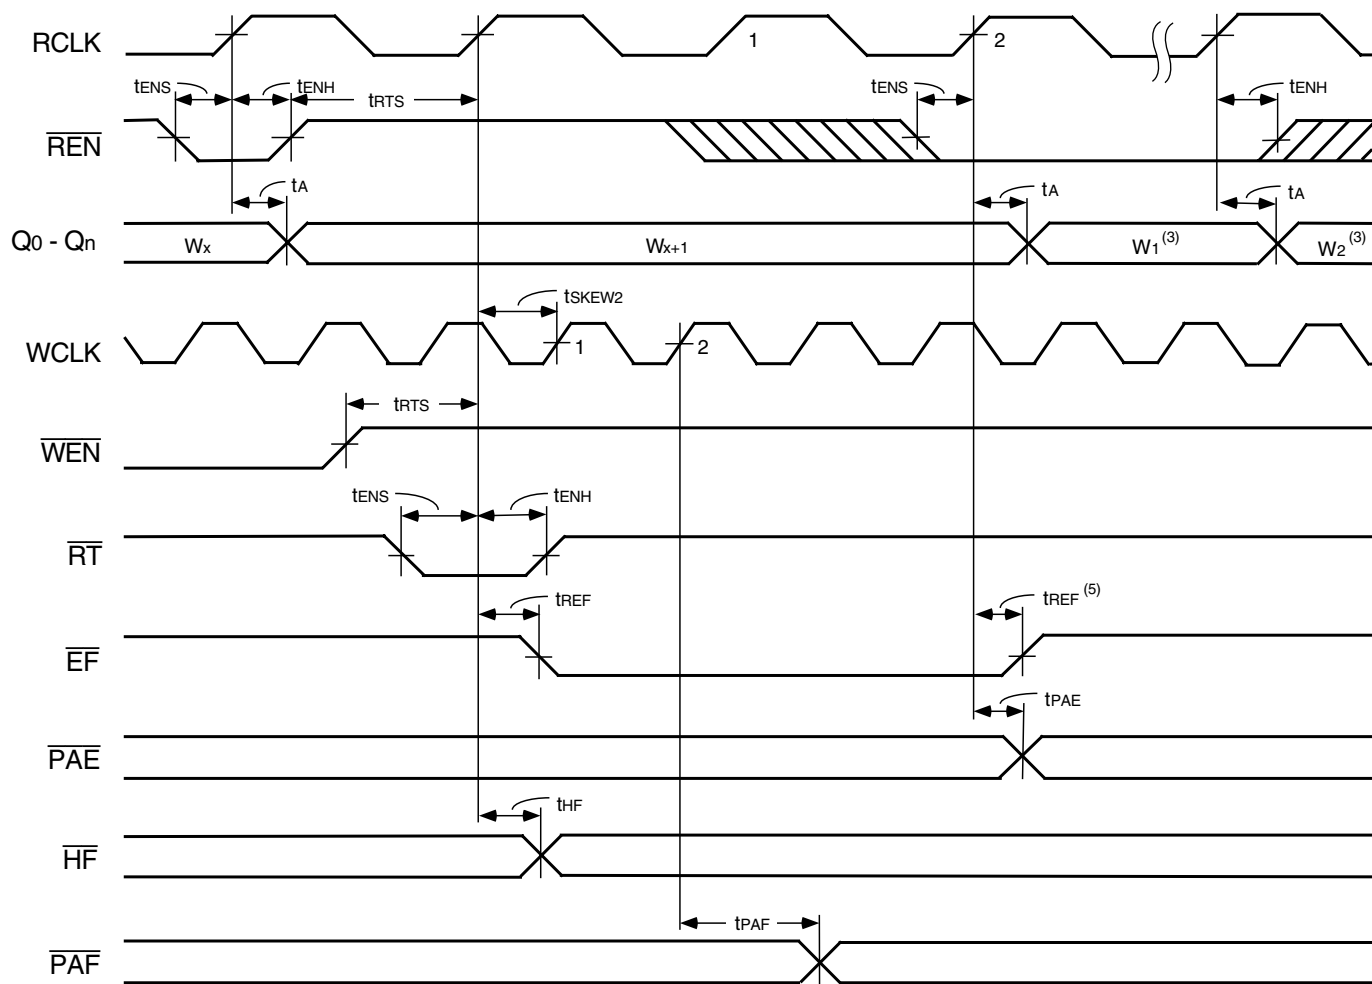 RCLK 1 2
tENS tENH tRTS tENS tENH
REN
tA tA tA
Q0 - Qn Wx Wx+1 W1(3) W2(3)
tSKEW2
WCLK 1 2
tRTS
WEN
tENS tENH
RT
tREF tREF (5)
EF
tPAE
PAE
tHF
HF
tPAF
PAF